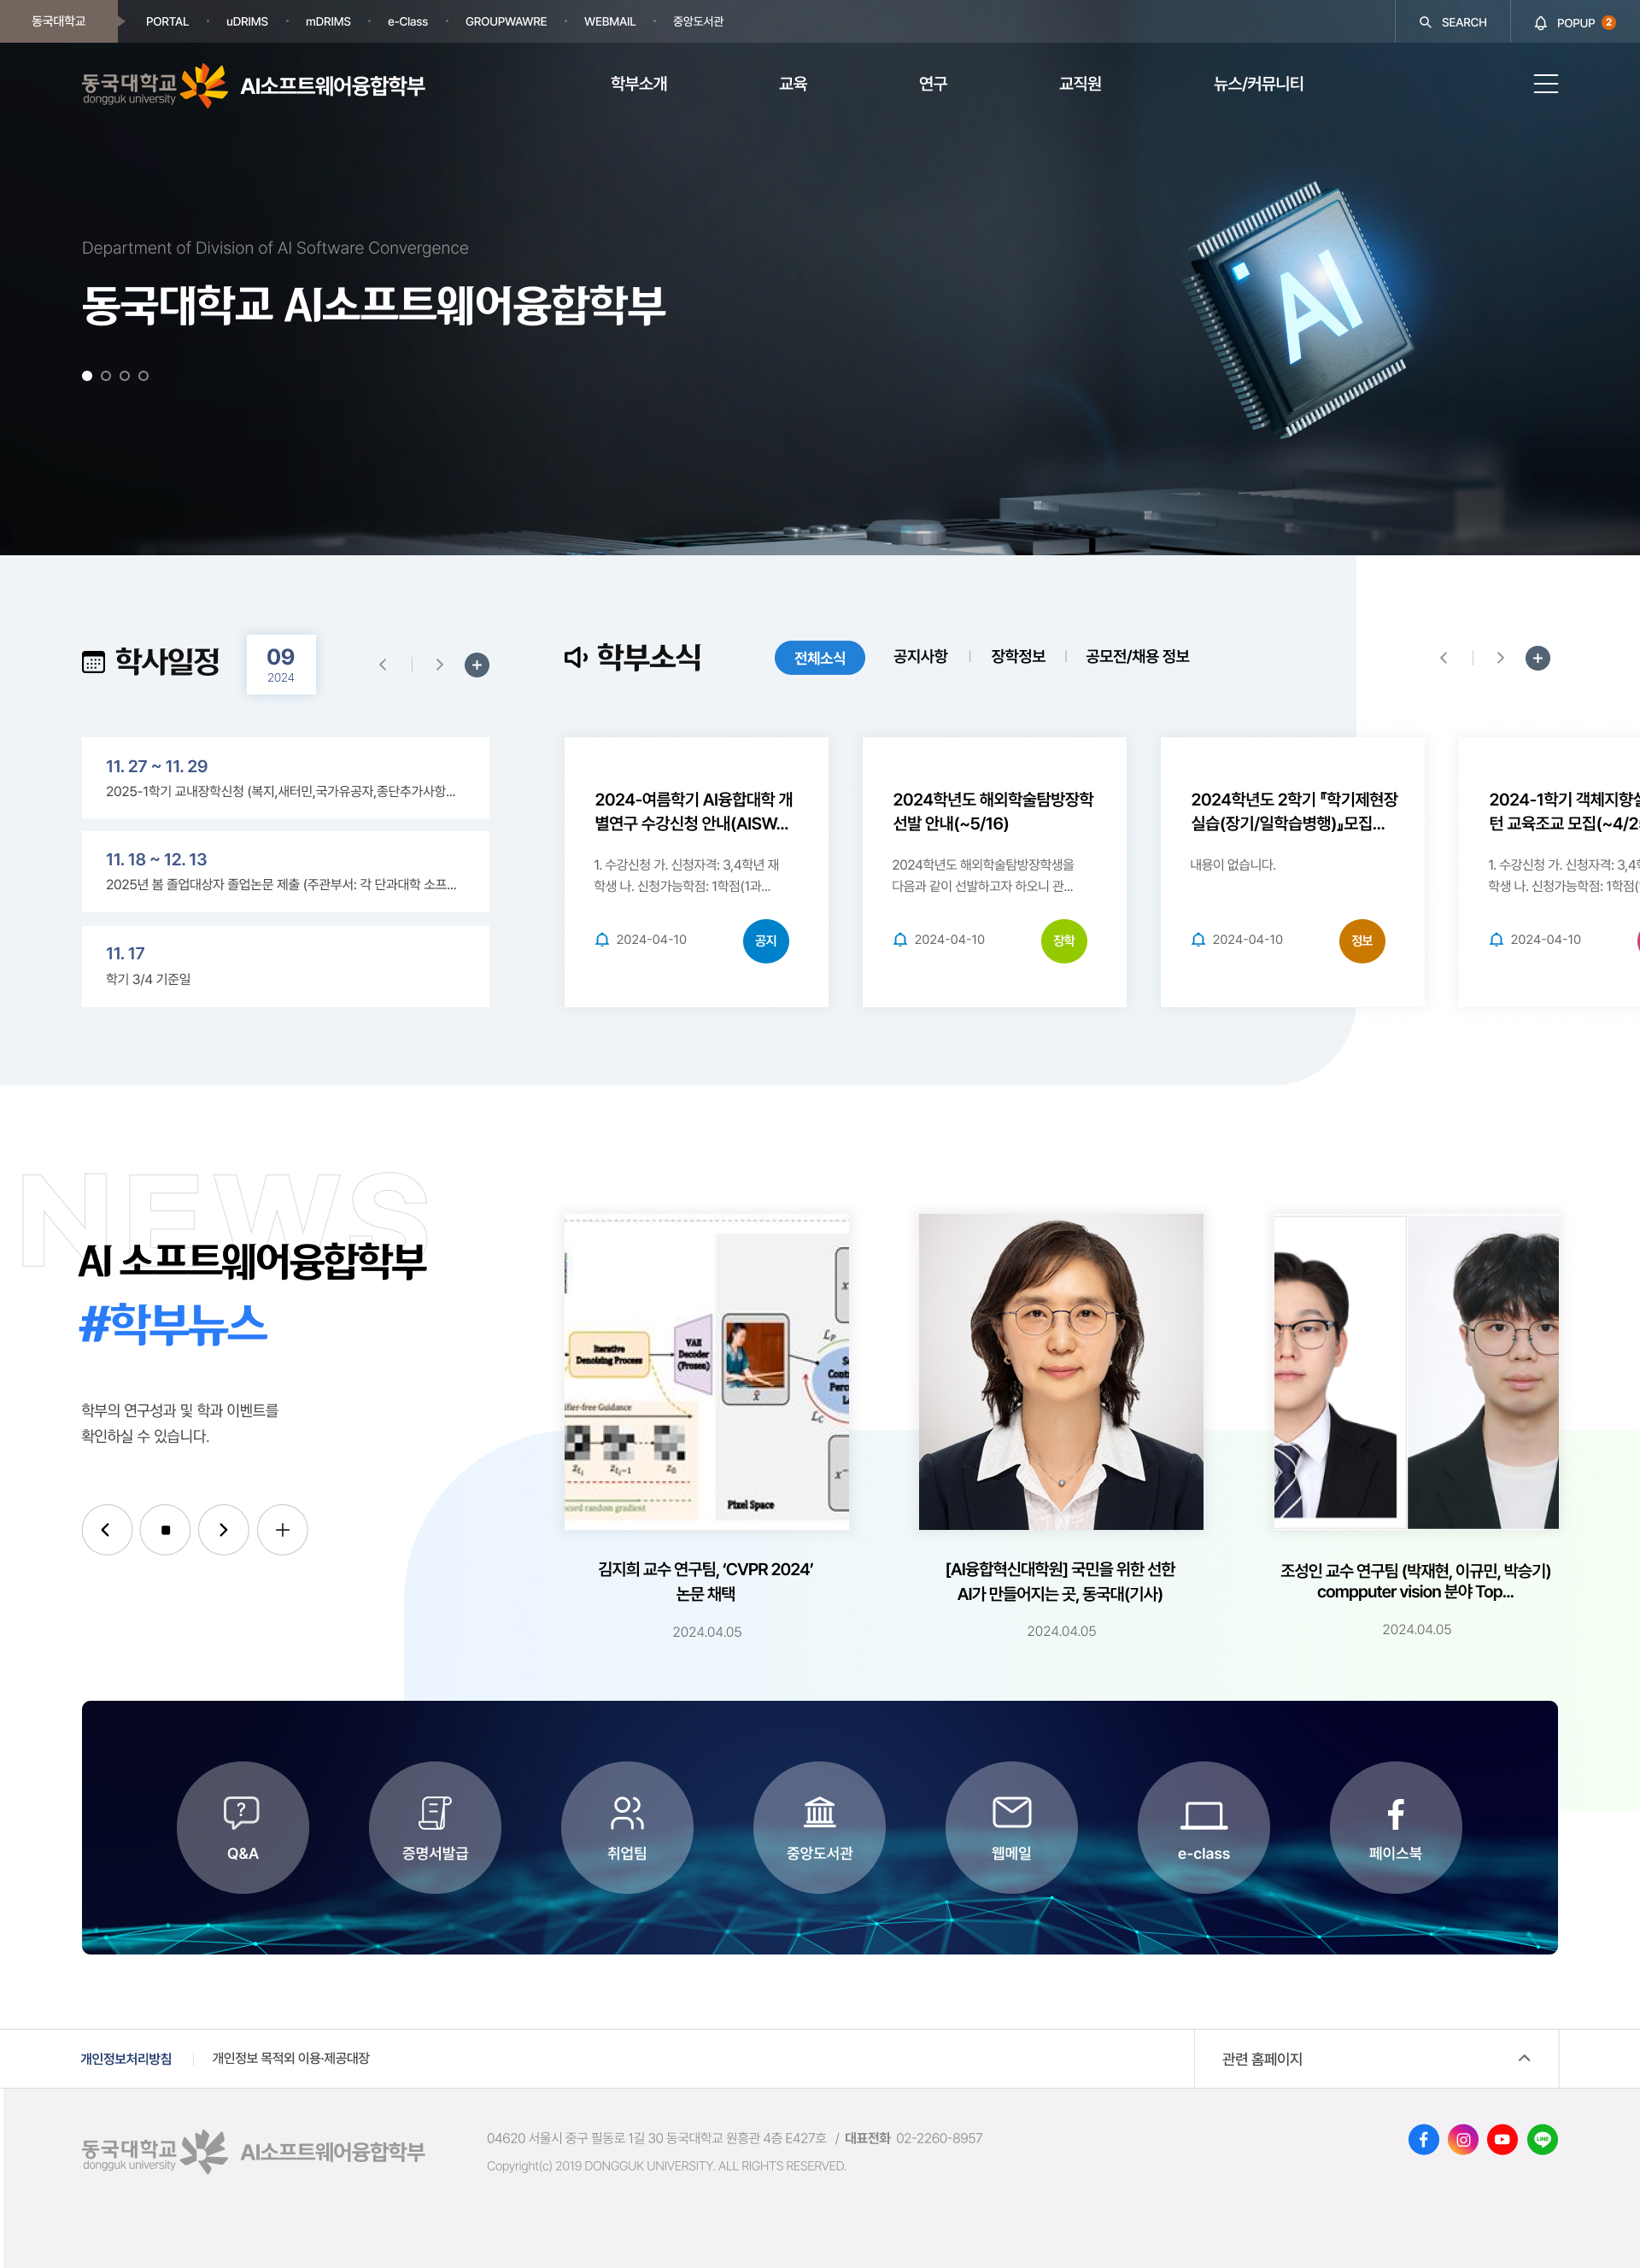 동국대학교 PORTAL uDRIMS mDRIMS e-Class GROUPWAWRE WEBMAIL 중앙도서관 SEARCH POPUP 2
동국대학교
dongguk university
AI소프트웨어융합학부
학부소개 교육 연구 교직원 뉴스/커뮤니티
Department of Division of AI Software Convergence
동국대학교 AI소프트웨어융합학부
AI
학사일정
09
2024
11. 27 ~ 11. 29
2025-1학기 교내장학신청 (복지,새터민,국가유공자,종단추가사항...
11. 18 ~ 12. 13
2025년 봄 졸업대상자 졸업논문 제출 (주관부서: 각 단과대학 소프...
11. 17
학기 3/4 기준일
학부소식
전체소식 공지사항 장학정보 공모전/채용 정보
2024-여름학기 AI융합대학 개
별연구 수강신청 안내(AISW...
1. 수강신청 가. 신청자격: 3,4학년 재
학생 나. 신청가능학점: 1학점(1과...
2024-04-10
공지
2024학년도 해외학술탐방장학
선발 안내(~5/16)
2024학년도 해외학술탐방장학생을
다음과 같이 선발하고자 하오니 관...
2024-04-10
장학
2024학년도 2학기 『학기제현장
실습(장기/일학습병행)』모집...
내용이 없습니다.
2024-04-10
정보
2024-1학기 객체지향설
턴 교육조교 모집(~4/2
1. 수강신청 가. 신청자격: 3,4학
학생 나. 신청가능학점: 1학점(
2024-04-10
NEWS
AI 소프트웨어융합학부
#학부뉴스
학부의 연구성과 및 학과 이벤트를
확인하실 수 있습니다.
Iterative
Denoising Process
VAE
Decoder
(Frozen)
ifier-free Guidance
cord random gradient
Pixel Space
김지희 교수 연구팀, ‘CVPR 2024’
논문 채택
2024.04.05
[AI융합혁신대학원] 국민을 위한 선한
AI가 만들어지는 곳, 동국대(기사)
2024.04.05
조성인 교수 연구팀 (박재현, 이규민, 박승기)
compputer vision 분야 Top...
2024.04.05
Q&A
증명서발급
취업팀
중앙도서관
웹메일
e-class
페이스북
개인정보처리방침 개인정보 목적외 이용·제공대장
관련 홈페이지
동국대학교
dongguk university
AI소프트웨어융합학부
04620 서울시 중구 필동로 1길 30 동국대학교 원흥관 4층 E427호 / 대표전화 02-2260-8957
Copyright(c) 2019 DONGGUK UNIVERSITY. ALL RIGHTS RESERVED.
LINE